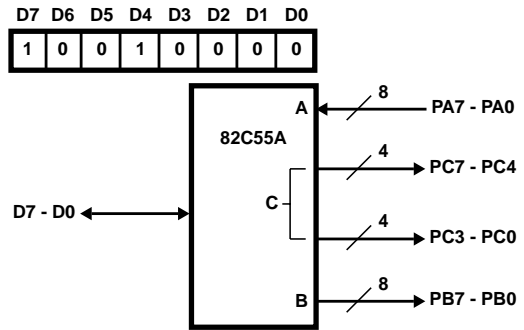 D7 D6 D5 D4 D3 D2 D1 D0
1 0 0 1 0 0 0 0
8
A PA7 - PA0
82C55A
4
PC7 - PC4
C
D7 - D0
4
PC3 - PC0
8
B PB7 - PB0